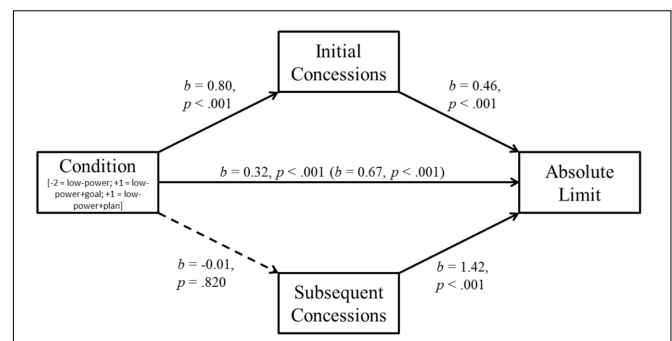 Initial
Concessions
b = 0.80,
p < .001
b = 0.46,
p < .001
Condition
[-2 = low-power; +1 = low-
power+goal; +1 = low-
power+plan]
b = 0.32, p < .001 (b = 0.67, p < .001)
Absolute
Limit
b = -0.01,
p = .820
b = 1.42,
p < .001
Subsequent
Concessions